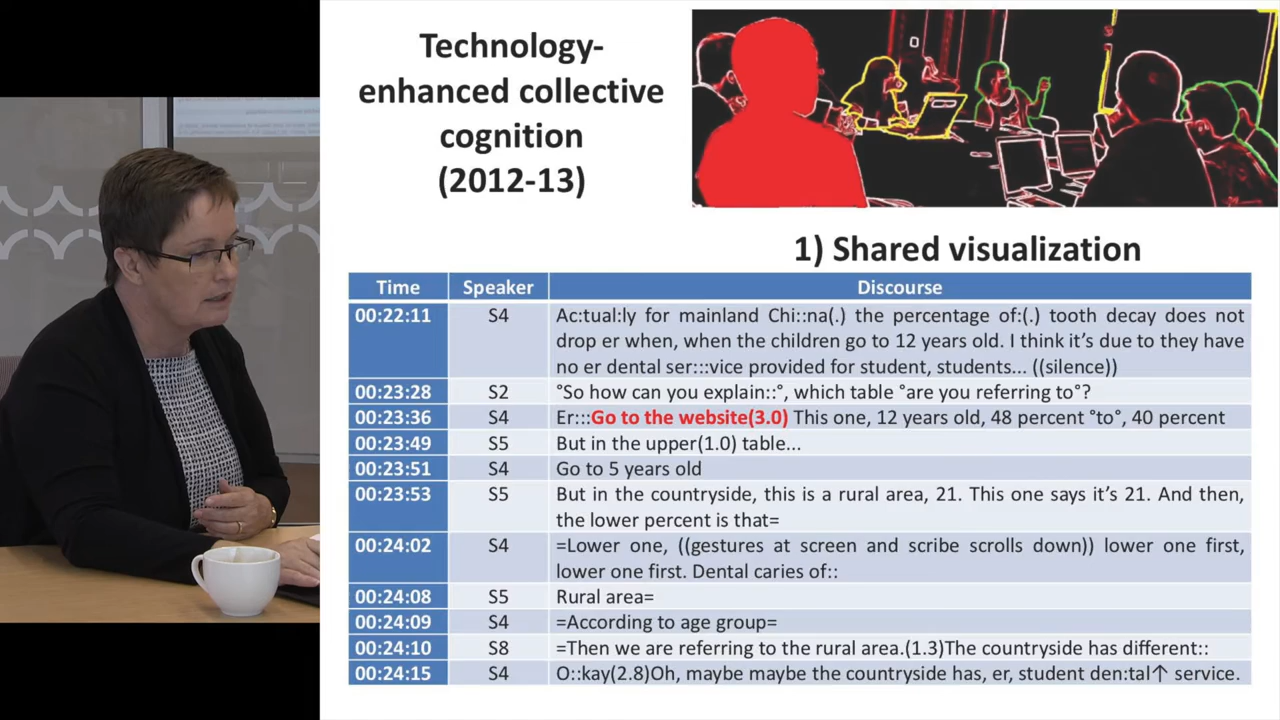 Technology-
enhanced collective
cognition
(2012-13)
1) Shared visualization
Time Speaker Discourse
00:22:11 S4 Ac:tual:ly for mainland Chi::na(.) the percentage of:(.) tooth decay does not
drop er when, when the children go to 12 years old. I think it’s due to they have
no er dental ser:::vice provided for student, students... ((silence))
00:23:28 S2 °So how can you explain::°, which table °are you referring to°?
00:23:36 S4 Er:::Go to the website(3.0) This one, 12 years old, 48 percent °to°, 40 percent
00:23:49 S5 But in the upper(1.0) table...
00:23:51 S4 Go to 5 years old
00:23:53 S5 But in the countryside, this is a rural area, 21. This one says it’s 21. And then,
the lower percent is that=
00:24:02 S4 =Lower one, ((gestures at screen and scribe scrolls down)) lower one first,
lower one first. Dental caries of::
00:24:08 S5 Rural area=
00:24:09 S4 =According to age group=
00:24:10 S8 =Then we are referring to the rural area.(1.3)The countryside has different::
00:24:15 S4 O::kay(2.8)Oh, maybe maybe the countryside has, er, student den:tal↑ service.